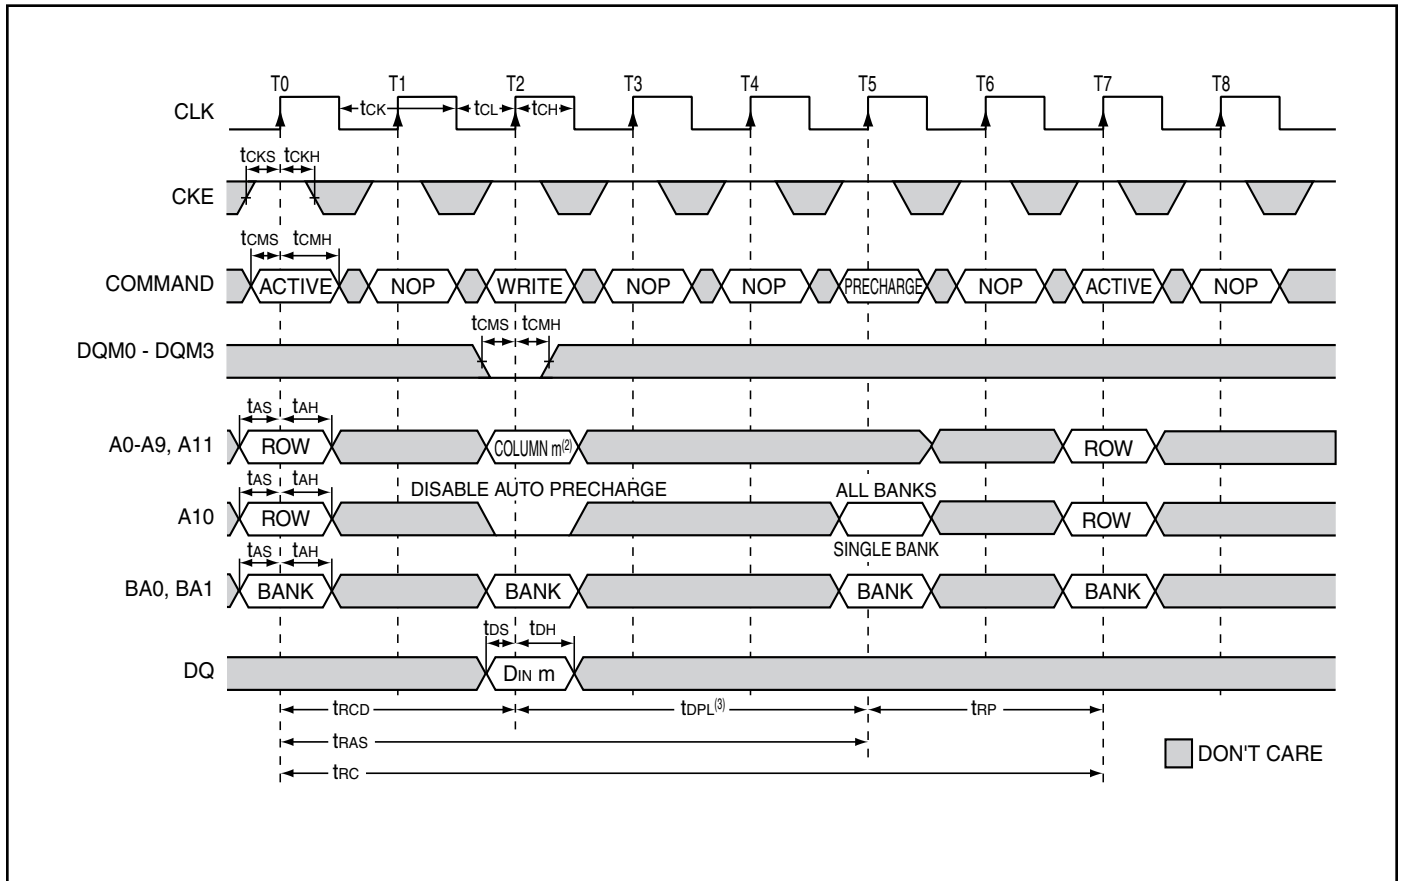 T0 T1 T2 T3 T4 T5 T6 T7 T8
CLK tCK tCL tCH
tCKS tCKH
CKE
tCMS tCMH
COMMAND ACTIVE NOP WRITE NOP NOP PRECHARGE NOP ACTIVE NOP
tCMS tCMH
DQM0 - DQM3
tAS tAH
A0-A9, A11 ROW COLUMN m(2) ROW
tAS tAH DISABLE AUTO PRECHARGE ALL BANKS
A10 ROW ROW
tAS tAH SINGLE BANK
BA0, BA1 BANK BANK BANK BANK
tDS tDH
DQ DIN m
tRCD tDPL(3) tRP
tRAS
DON'T CARE
tRC